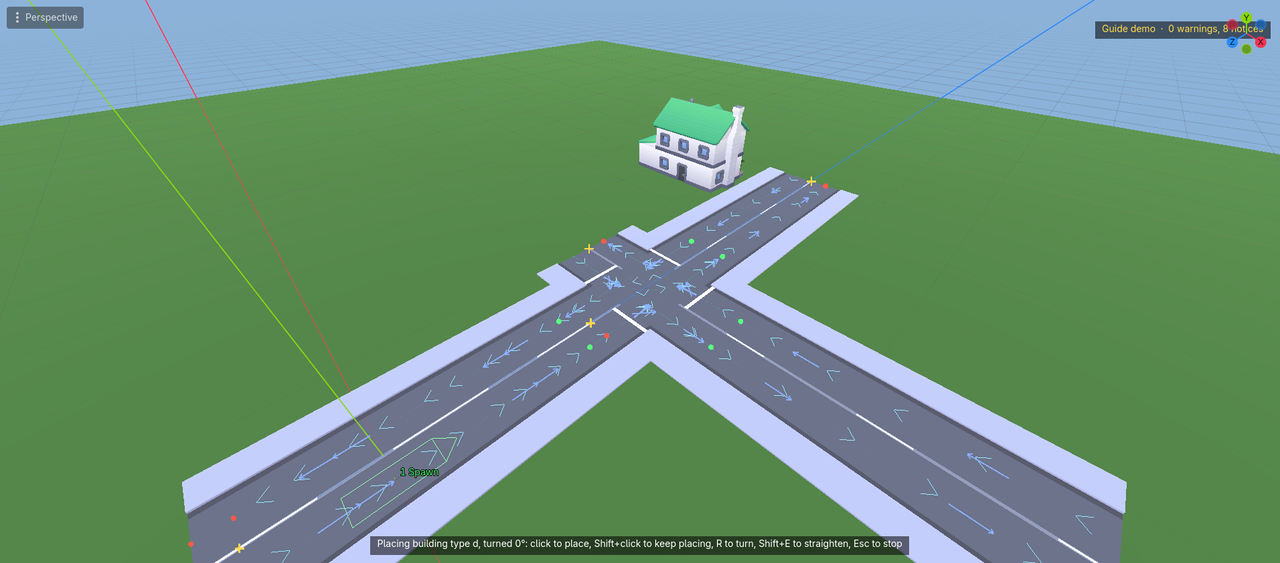 Perspective
Guide demo · 0 warnings, 8 notices
Y
Z
X
1 Spawn
Placing building type d, turned 0°: click to place, Shift+click to keep placing, R to turn, Shift+E to straighten, Esc to stop